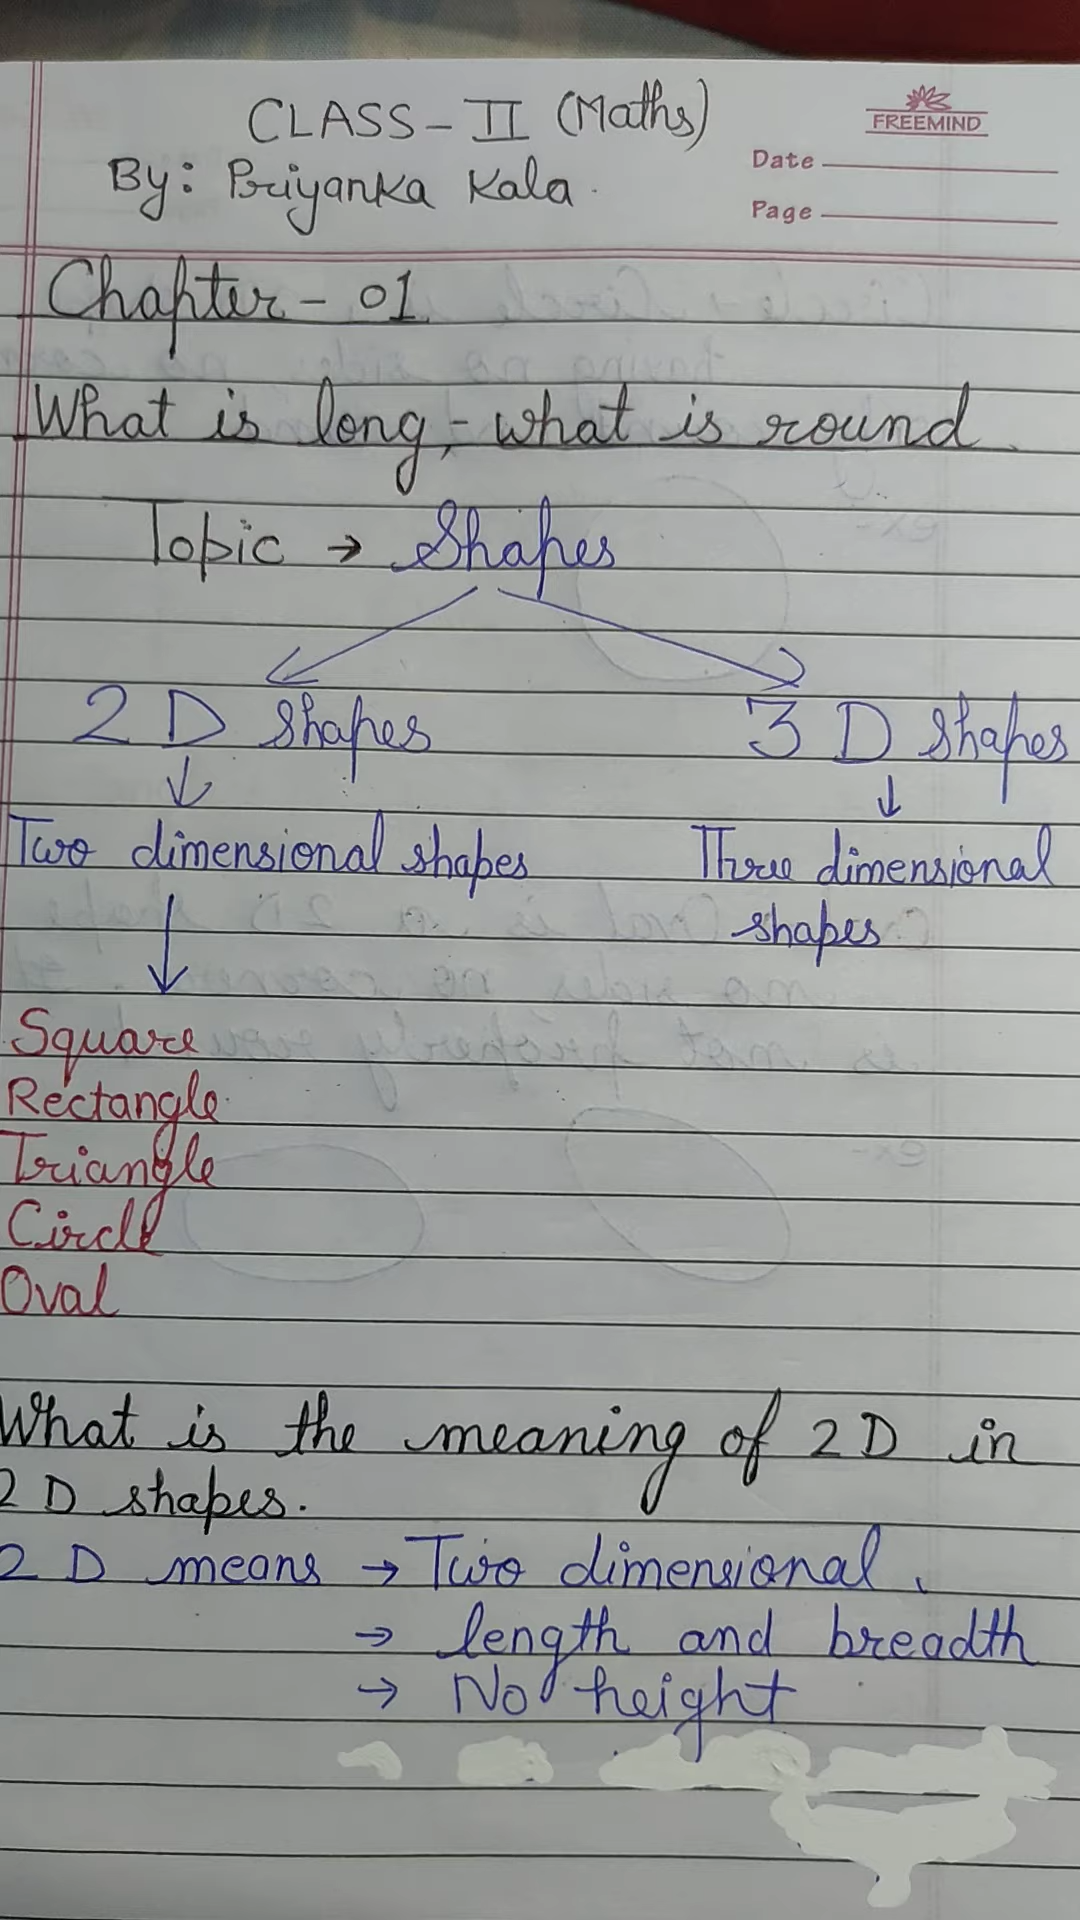 CLASS - II (Maths)
FREEMIND
By: Priyanka Kala.
Date
Page
Chapter - 01
What is long, - what is round
Topic → Shapes
2 D shapes
3 D shapes
Two dimensional shapes
Three dimensional
shapes
Square
Rectangle
Triangle
Circle
Oval
What is the meaning of 2 D in
2 D shapes.
2 D means → Two dimensional.
→ length and breadth
→ No height